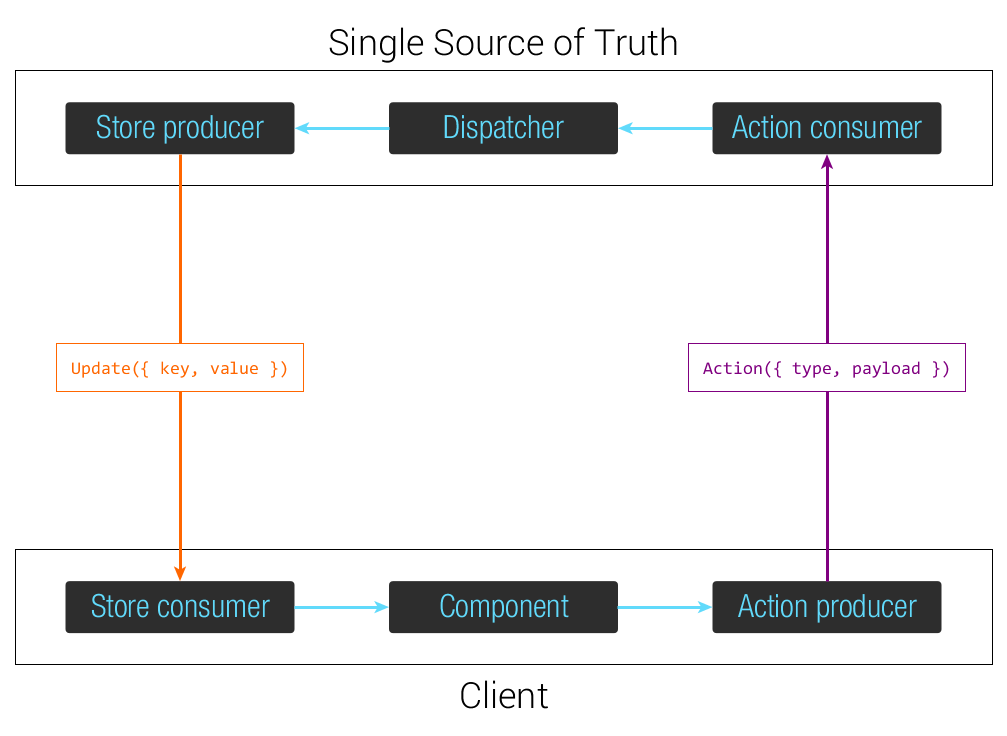 Single Source of Truth
Store producer
Dispatcher
Action consumer
Update({ key, value })
Action({ type, payload })
Store consumer
Component
Action producer
Client